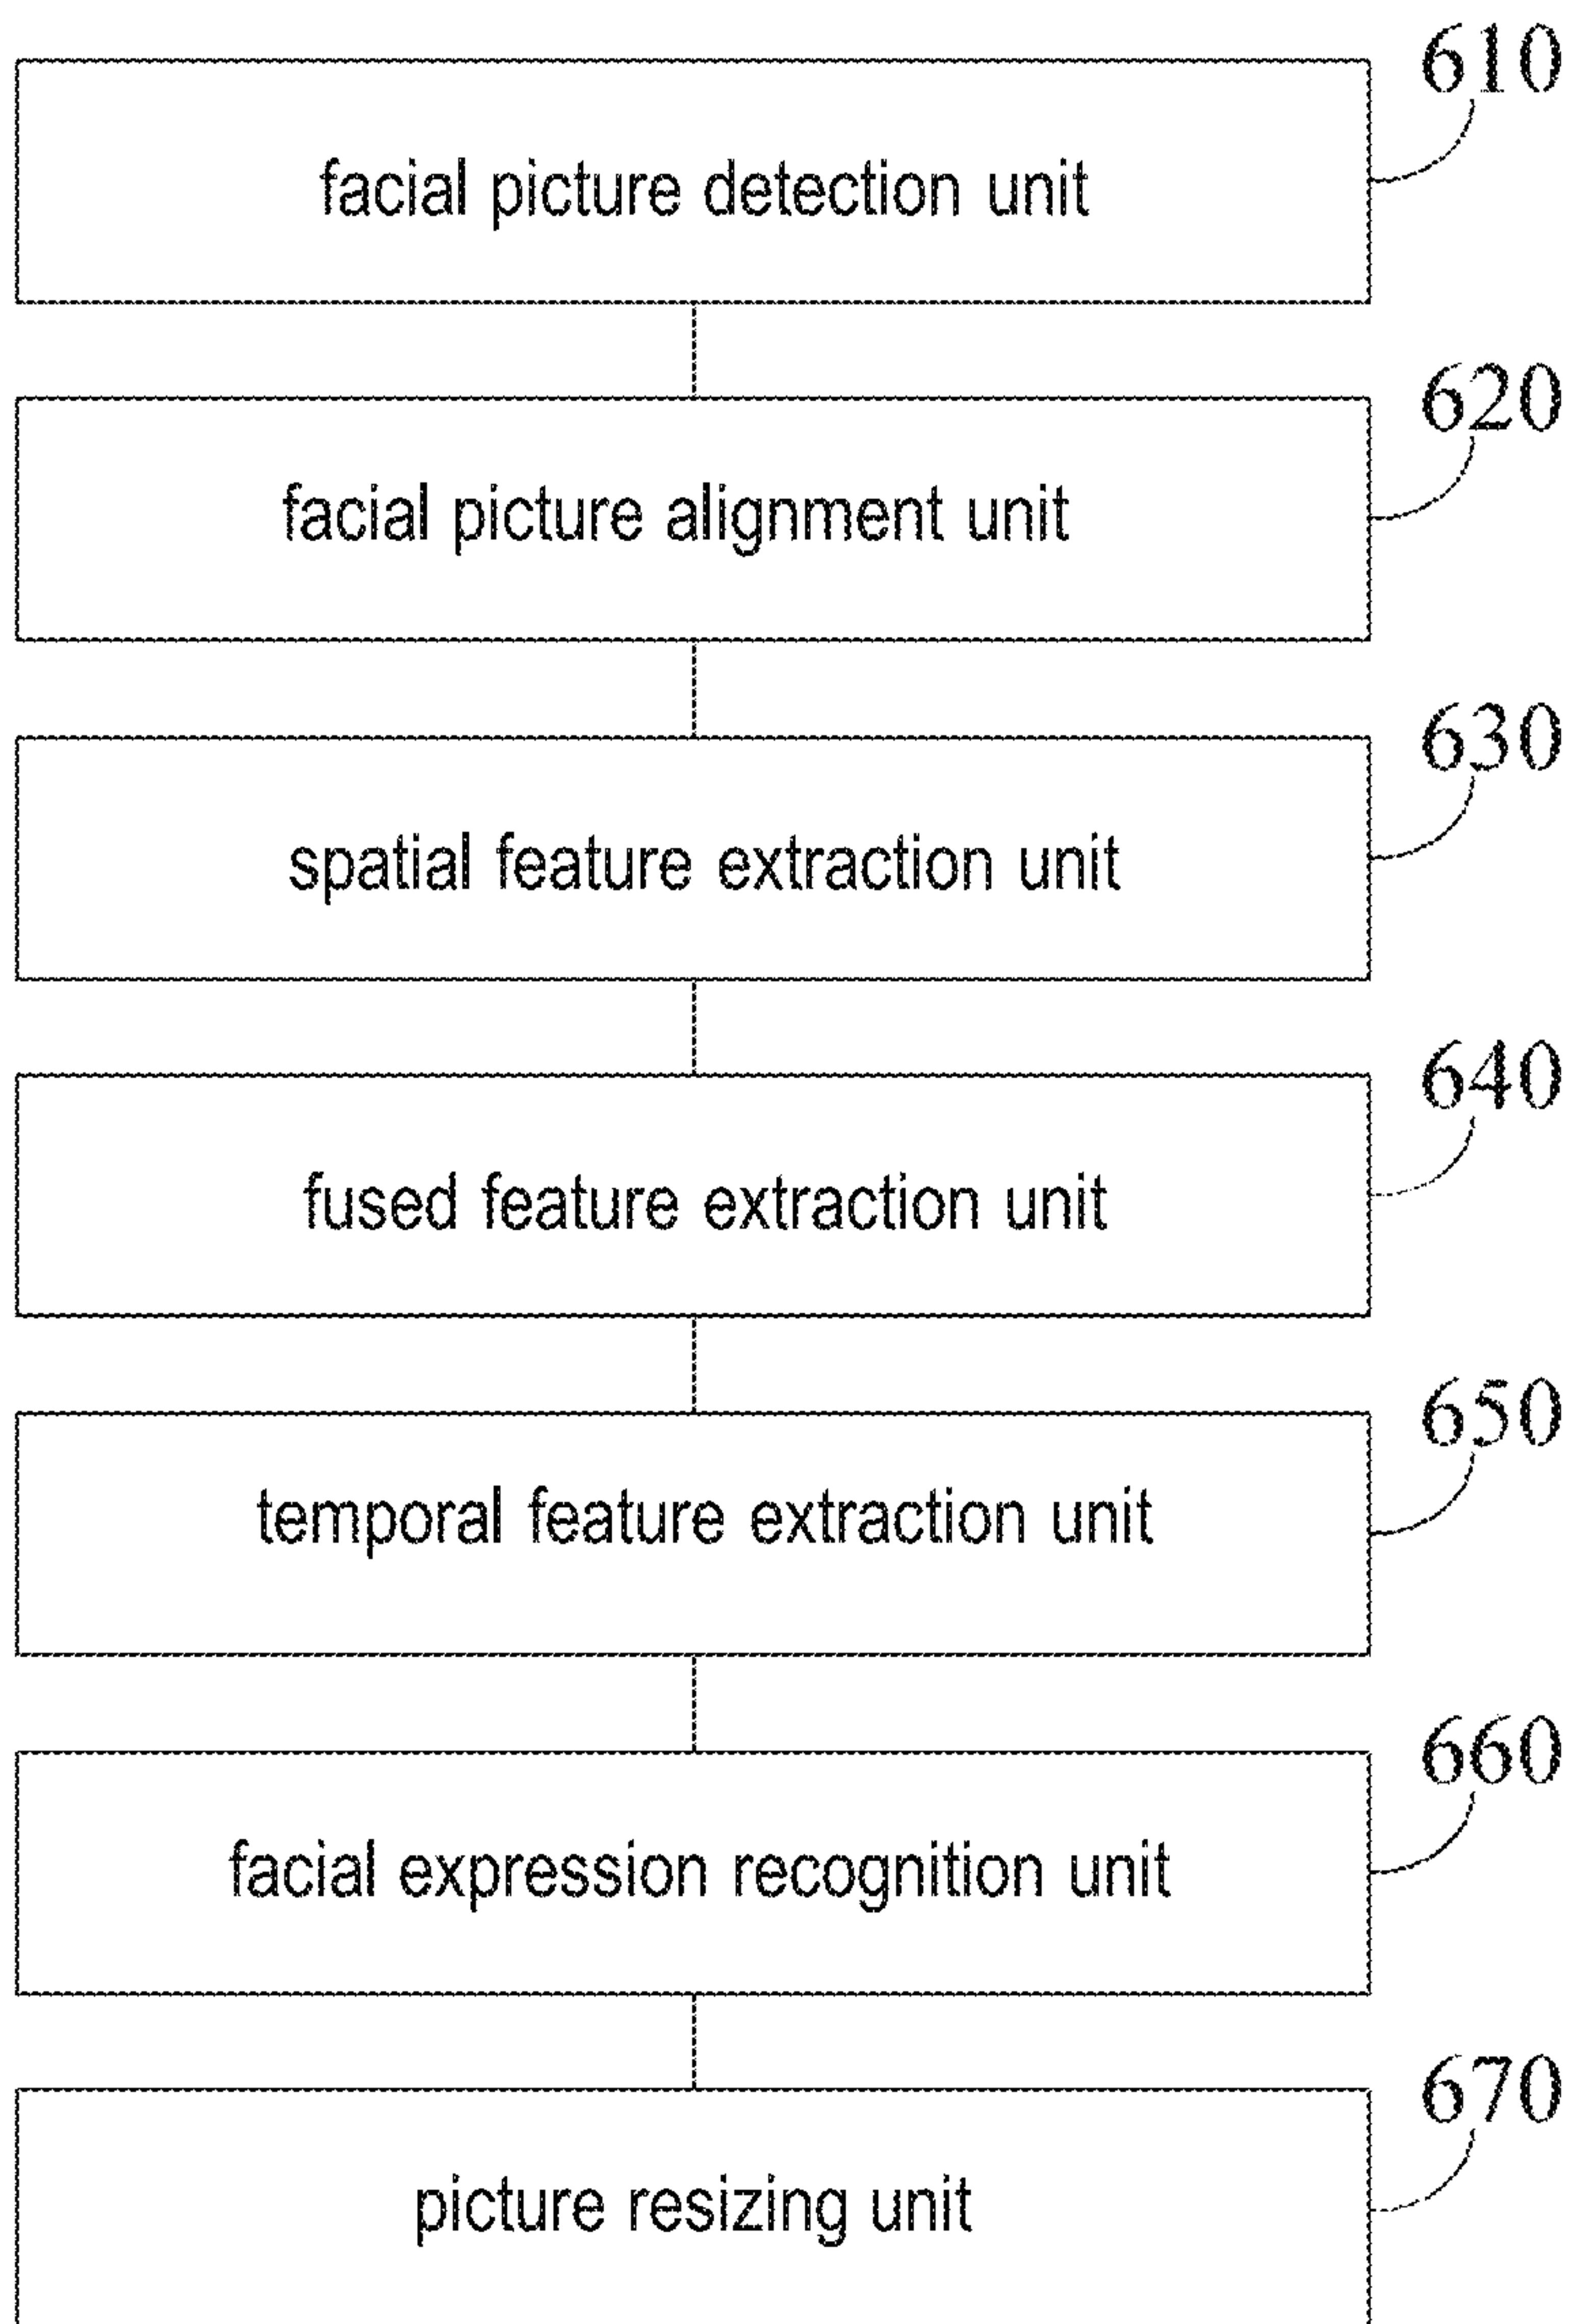 610
facial picture detection unit
620
facial picture alignment unit
630
spatial feature extraction unit
640
fused feature extraction unit
650
temporal feature extraction unit
660
facial expression recognition unit
670
picture resizing unit